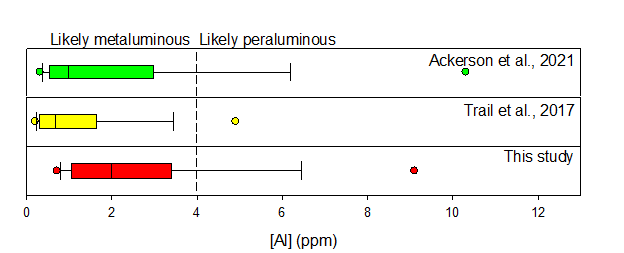 Likely metaluminous Likely peraluminous
Ackerson et al., 2021
Trail et al., 2017
This study
0 2 4 6 8 10 12
[Al] (ppm)